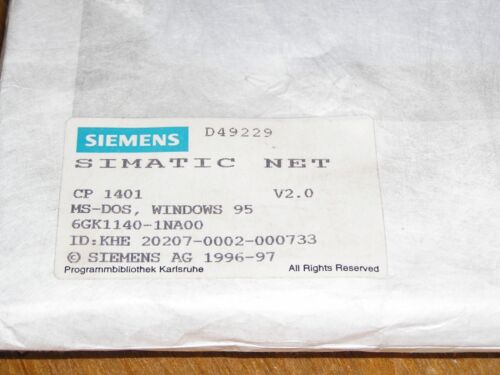 SIEMENS D49229
SIMATIC NET
CP 1401 V2.0
MS-DOS, WINDOWS 95
6GK1140-1NA00
ID:KHE 20207-0002-000733
© SIEMENS AG 1996-97
Programmbibliothek Karlsruhe All Rights Reserved